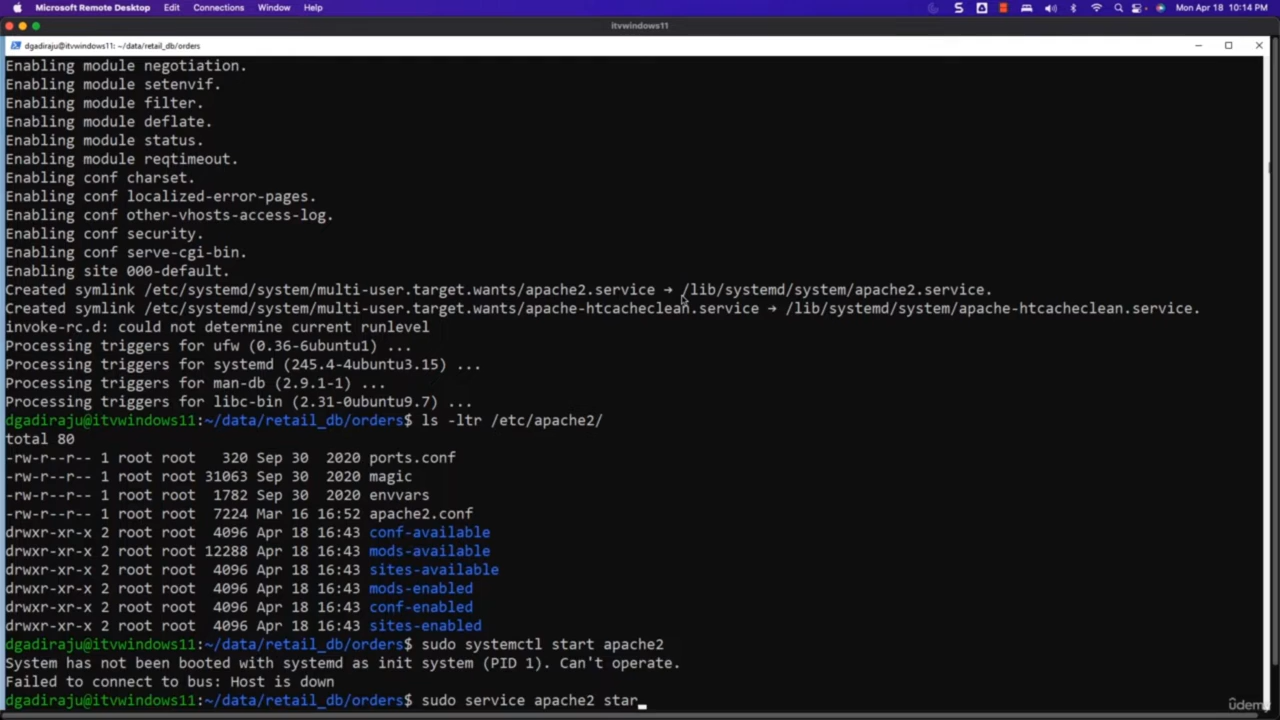 Microsoft Remote Desktop Edit Connections Window Help
Mon Apr 18 10:14 PM
itvwindows11
dgadiraju@itvwindows11: ~/data/retail_db/orders
Enabling module negotiation.
Enabling module setenvif.
Enabling module filter.
Enabling module deflate.
Enabling module status.
Enabling module reqtimeout.
Enabling conf charset.
Enabling conf localized-error-pages.
Enabling conf other-vhosts-access-log.
Enabling conf security.
Enabling conf serve-cgi-bin.
Enabling site 000-default.
Created symlink /etc/systemd/system/multi-user.target.wants/apache2.service → /lib/systemd/system/apache2.service.
Created symlink /etc/systemd/system/multi-user.target.wants/apache-htcacheclean.service → /lib/systemd/system/apache-htcacheclean.service.
invoke-rc.d: could not determine current runlevel
Processing triggers for ufw (0.36-6ubuntu1) ...
Processing triggers for systemd (245.4-4ubuntu3.15) ...
Processing triggers for man-db (2.9.1-1) ...
Processing triggers for libc-bin (2.31-0ubuntu9.7) ...
dgadiraju@itvwindows11:~/data/retail_db/orders$ ls -ltr /etc/apache2/
total 80
-rw-r--r-- 1 root root   320 Sep 30  2020 ports.conf
-rw-r--r-- 1 root root 31063 Sep 30  2020 magic
-rw-r--r-- 1 root root  1782 Sep 30  2020 envvars
-rw-r--r-- 1 root root  7224 Mar 16 16:52 apache2.conf
drwxr-xr-x 2 root root  4096 Apr 18 16:43 conf-available
drwxr-xr-x 2 root root 12288 Apr 18 16:43 mods-available
drwxr-xr-x 2 root root  4096 Apr 18 16:43 sites-available
drwxr-xr-x 2 root root  4096 Apr 18 16:43 mods-enabled
drwxr-xr-x 2 root root  4096 Apr 18 16:43 conf-enabled
drwxr-xr-x 2 root root  4096 Apr 18 16:43 sites-enabled
dgadiraju@itvwindows11:~/data/retail_db/orders$ sudo systemctl start apache2
System has not been booted with systemd as init system (PID 1). Can't operate.
Failed to connect to bus: Host is down
dgadiraju@itvwindows11:~/data/retail_db/orders$ sudo service apache2 star
ûdemy